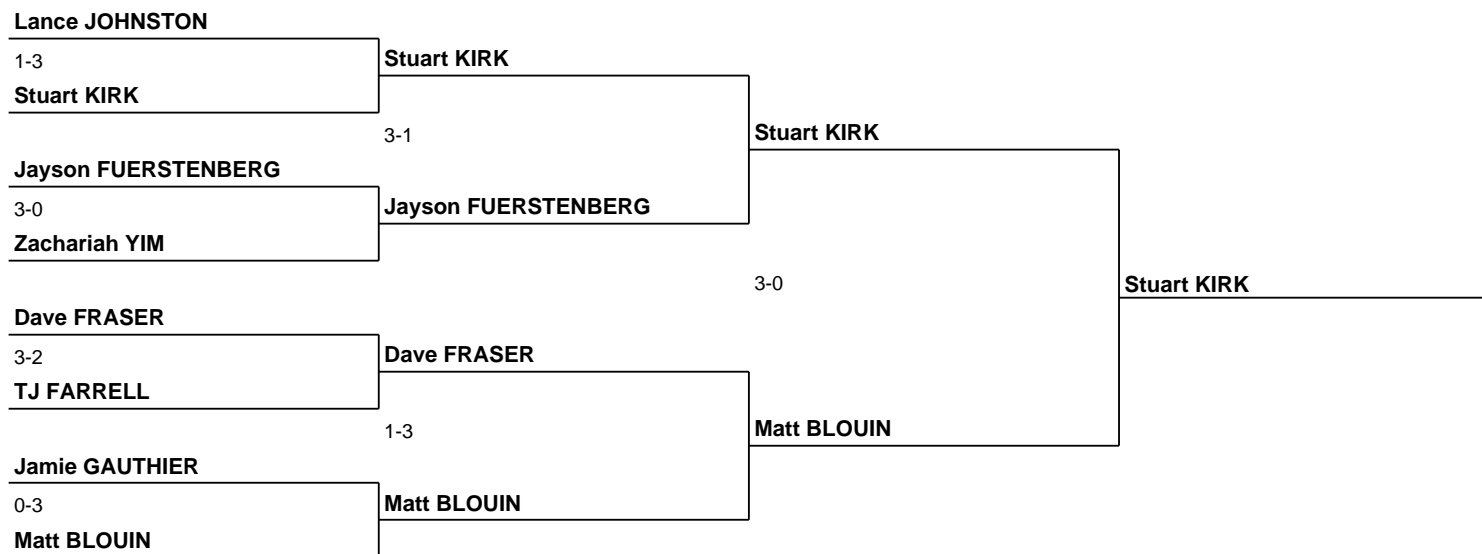 Lance JOHNSTON
1-3
Stuart KIRK
Stuart KIRK
3-1
Jayson FUERSTENBERG
3-0
Zachariah YIM
Jayson FUERSTENBERG
Stuart KIRK
3-0
Dave FRASER
3-2
TJ FARRELL
Dave FRASER
1-3
Jamie GAUTHIER
0-3
Matt BLOUIN
Matt BLOUIN
Matt BLOUIN
Stuart KIRK